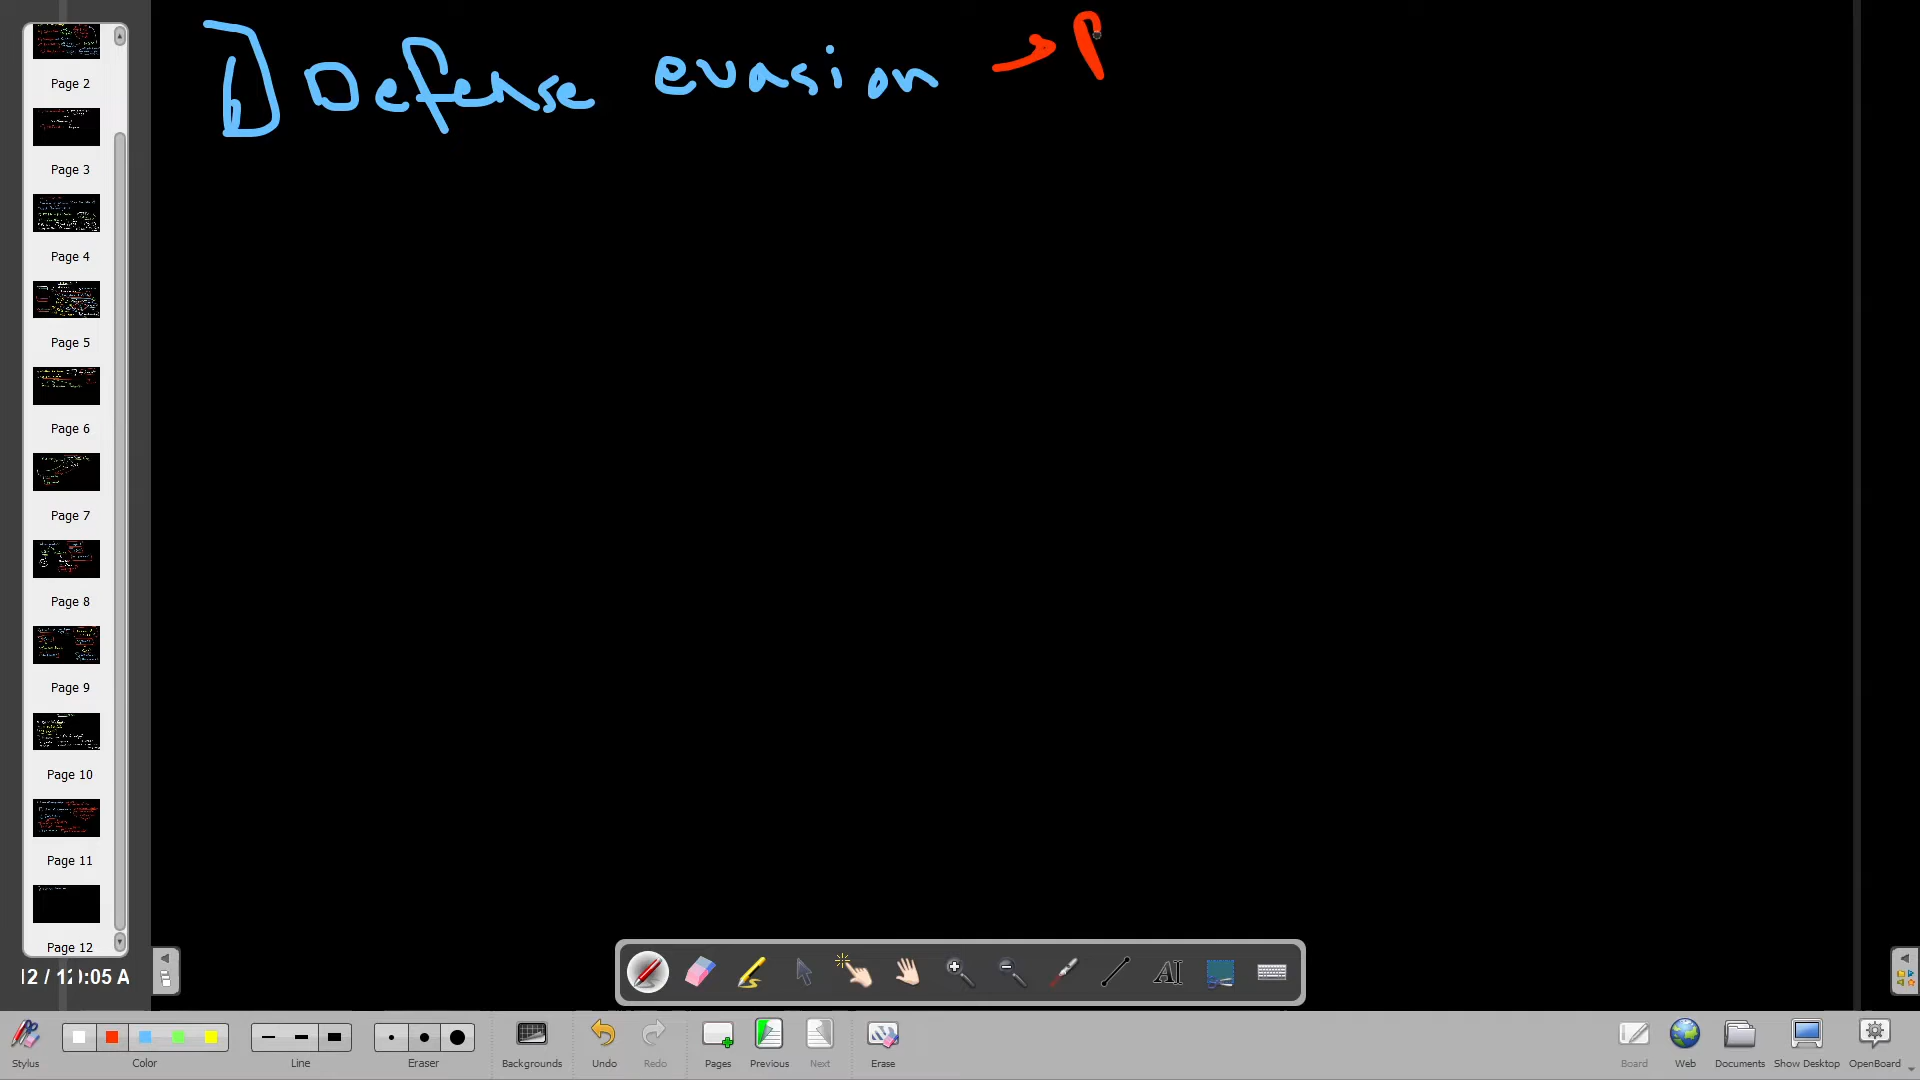 6] Defense evasion → P
Page 2
Page 3
Page 4
Page 5
Page 6
Page 7
Page 8
Page 9
Page 10
Page 11
Page 12
Stylus
Color
Line
Eraser
Backgrounds
Undo
Redo
Pages
Previous
Next
Erase
Board
Web
Documents
Show Desktop
OpenBoard